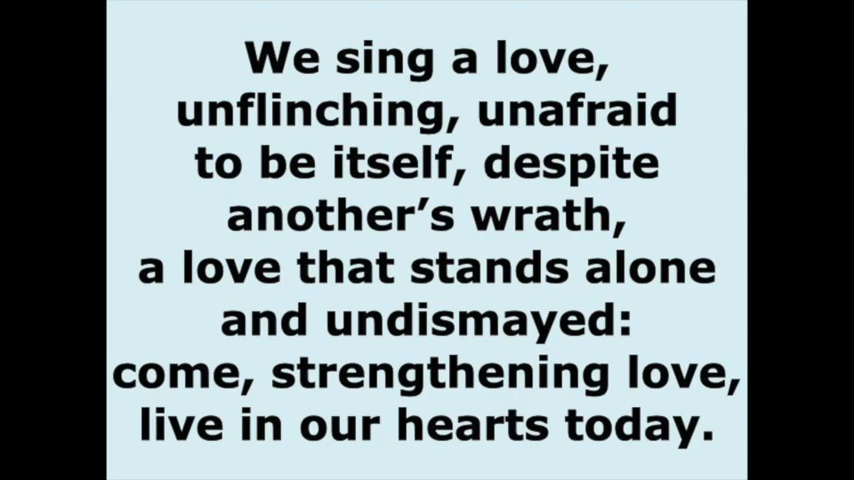 We sing a love,
unflinching, unafraid
to be itself, despite
another’s wrath,
a love that stands alone
and undismayed:
come, strengthening love,
live in our hearts today.